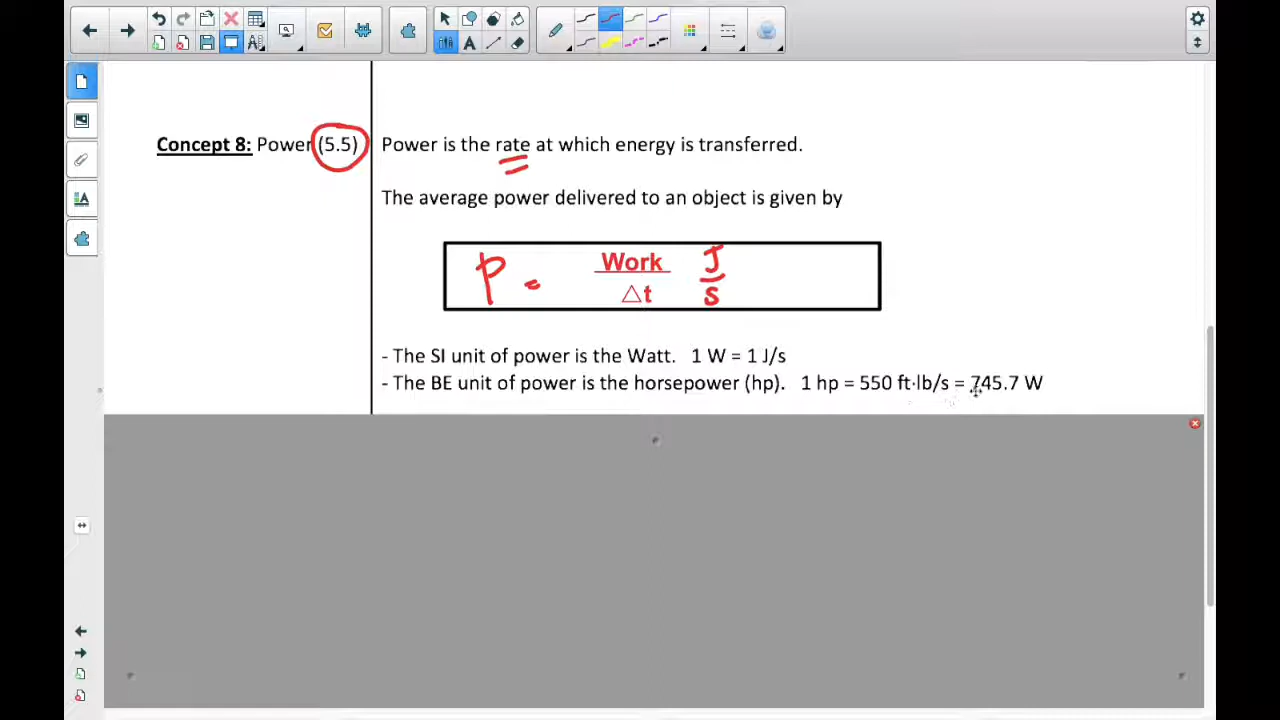 Concept 8: Power (5.5)
Power is the rate at which energy is transferred.
The average power delivered to an object is given by
P = Work J
△t s
- The SI unit of power is the Watt. 1 W = 1 J/s
- The BE unit of power is the horsepower (hp). 1 hp = 550 ft·lb/s = 745.7 W